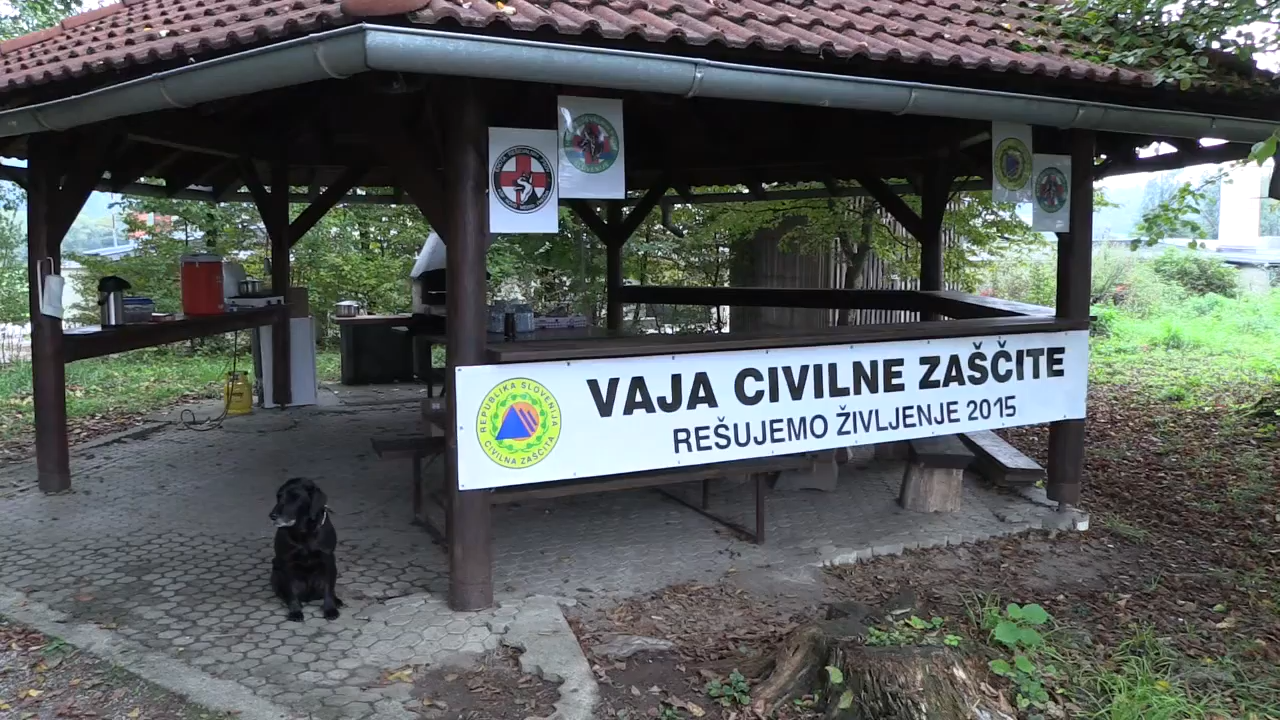 VAJA CIVILNE ZAŠČITE
REŠUJEMO ŽIVLJENJE 2015
REPUBLIKA SLOVENIJA
CIVILNA ZAŠČITA